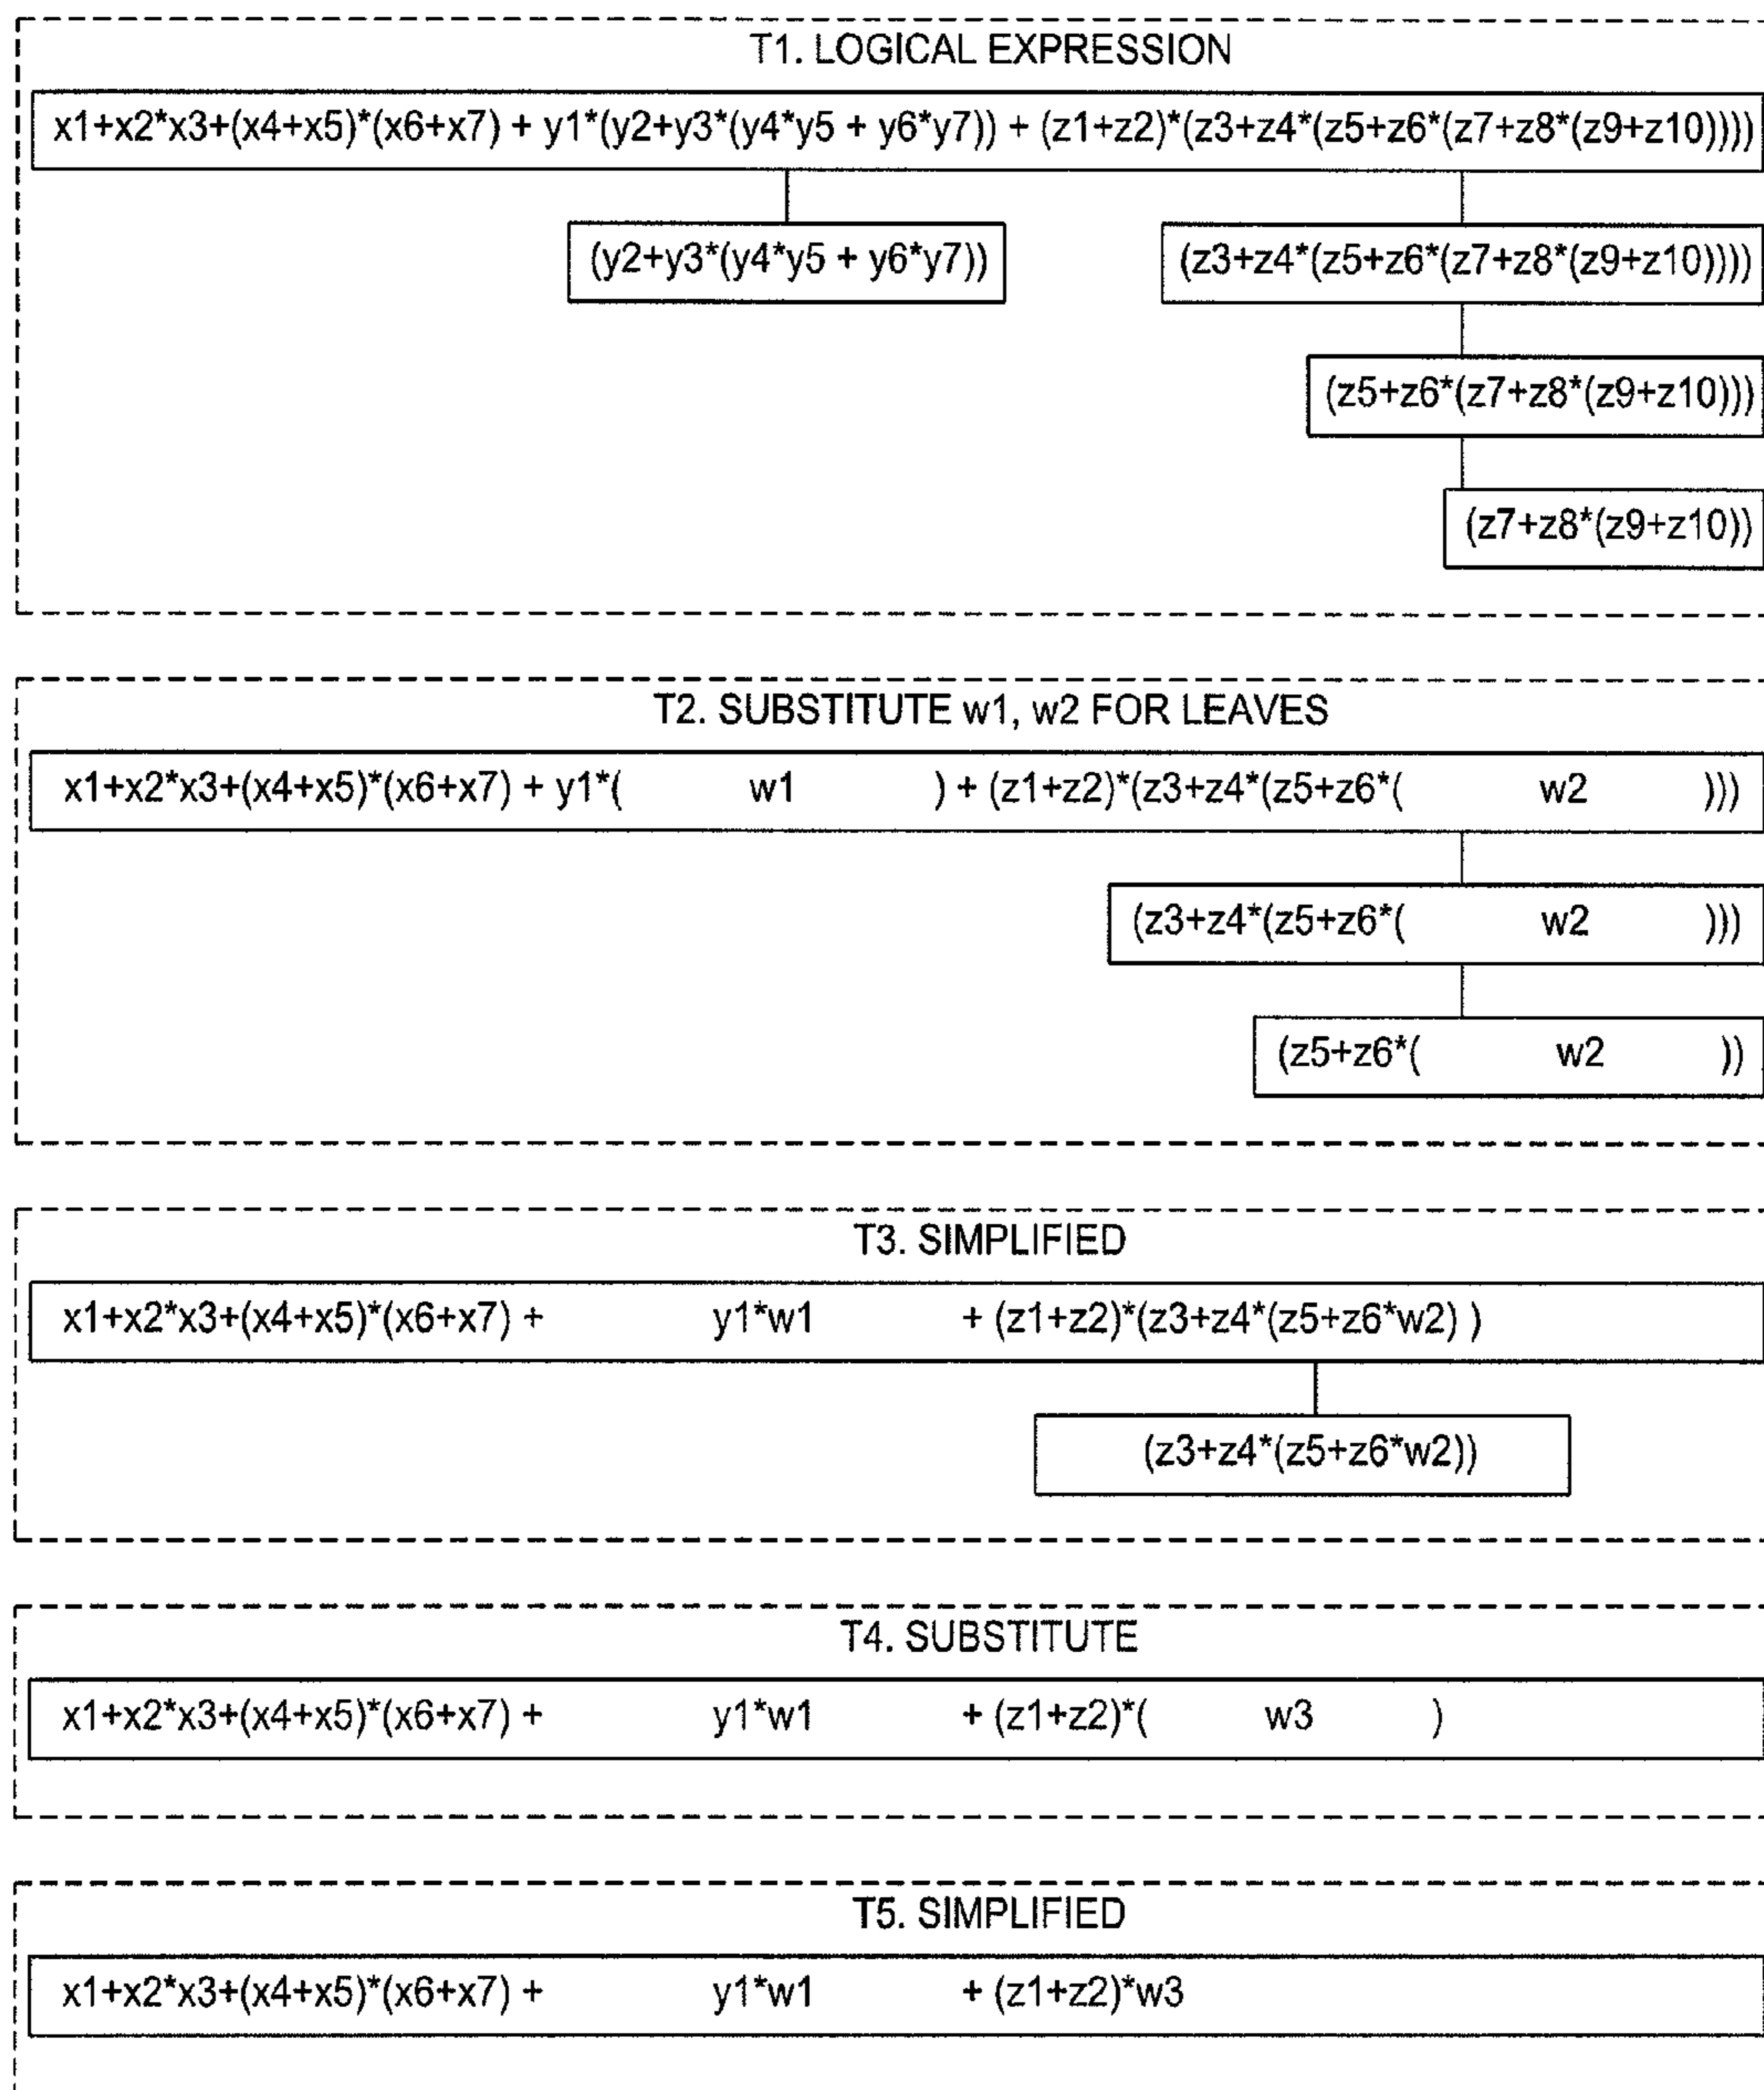 T1. LOGICAL EXPRESSION
x1+x2*x3+(x4+x5)*(x6+x7) + y1*(y2+y3*(y4*y5 + y6*y7)) + (z1+z2)*(z3+z4*(z5+z6*(z7+z8*(z9+z10))))
(y2+y3*(y4*y5 + y6*y7)) (z3+z4*(z5+z6*(z7+z8*(z9+z10))))
(z5+z6*(z7+z8*(z9+z10)))
(z7+z8*(z9+z10))
T2. SUBSTITUTE w1, w2 FOR LEAVES
x1+x2*x3+(x4+x5)*(x6+x7) + y1*( w1 ) + (z1+z2)*(z3+z4*(z5+z6*( w2 )))
(z3+z4*(z5+z6*( w2 )))
(z5+z6*( w2 ))
T3. SIMPLIFIED
x1+x2*x3+(x4+x5)*(x6+x7) + y1*w1 + (z1+z2)*(z3+z4*(z5+z6*w2) )
(z3+z4*(z5+z6*w2))
T4. SUBSTITUTE
x1+x2*x3+(x4+x5)*(x6+x7) + y1*w1 + (z1+z2)*( w3 )
T5. SIMPLIFIED
x1+x2*x3+(x4+x5)*(x6+x7) + y1*w1 + (z1+z2)*w3